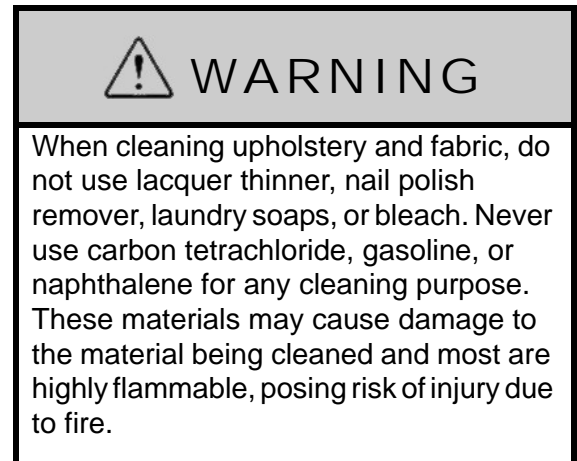 WARNING
When cleaning upholstery and fabric, do
not use lacquer thinner, nail polish
remover, laundry soaps, or bleach. Never
use carbon tetrachloride, gasoline, or
naphthalene for any cleaning purpose.
These materials may cause damage to
the material being cleaned and most are
highly flammable, posing risk of injury due
to fire.